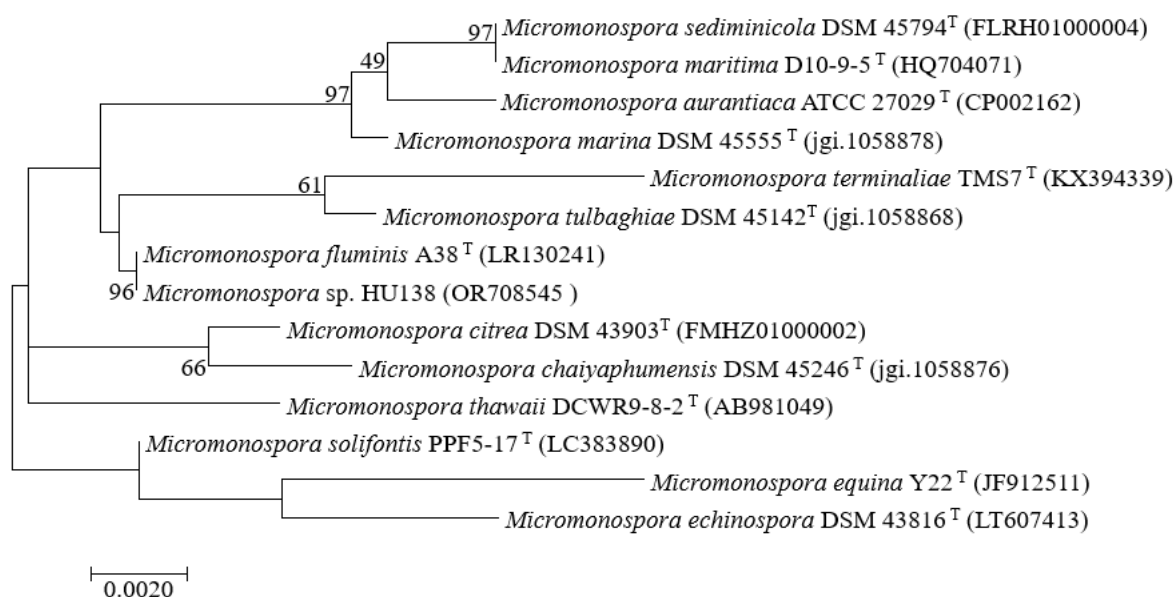 97 Micromonospora sediminicola DSM 45794T (FLRH01000004)
Micromonospora maritima D10-9-5 T (HQ704071)
49
Micromonospora aurantiaca ATCC 27029 T (CP002162)
97
Micromonospora marina DSM 45555 T (jgi.1058878)
Micromonospora terminaliae TMS7 T (KX394339)
61
Micromonospora tulbaghiae DSM 45142T (jgi.1058868)
Micromonospora fluminis A38 T (LR130241)
96 Micromonospora sp. HU138 (OR708545 )
Micromonospora citrea DSM 43903T (FMHZ01000002)
66
Micromonospora chaiyaphumensis DSM 45246 T (jgi.1058876)
Micromonospora thawaii DCWR9-8-2 T (AB981049)
Micromonospora solifontis PPF5-17 T (LC383890)
Micromonospora equina Y22 T (JF912511)
Micromonospora echinospora DSM 43816 T (LT607413)
0.0020